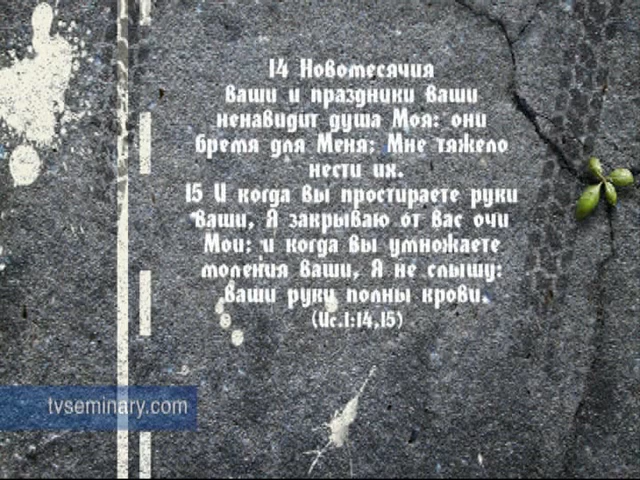 14 Новомесячия
ваши и праздники ваши
ненавидит душа Моя: они
бремя для Меня; Мне тяжело
нести их.
15 И когда вы простираете руки
ваши, Я закрываю от вас очи
Мои; и когда вы умножаете
моления ваши, Я не слышу:
ваши руки полны крови.
(Ис.1:14,15)
tvseminary.com